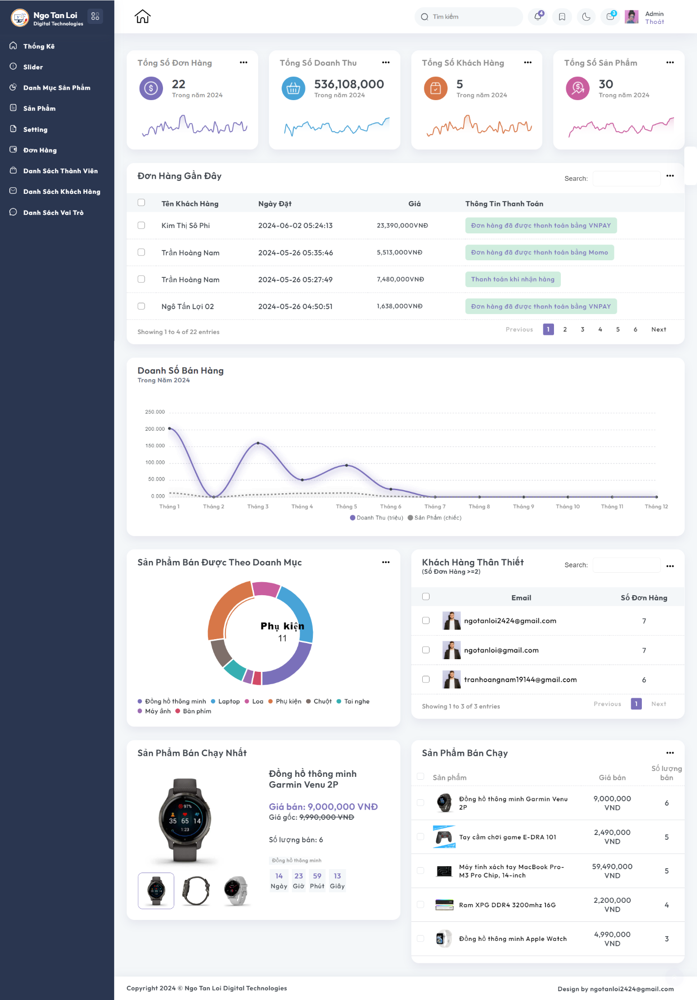 Ngo Tan Loi
Digital Technologies
Thống Kê
Slider
Danh Mục Sản Phẩm
Sản Phẩm
Setting
Đơn Hàng
Danh Sách Thành Viên
Danh Sách Khách Hàng
Danh Sách Vai Trò
Tìm kiếm
4
3
Admin
Thoát
Tổng Số Đơn Hàng
22
Trong năm 2024
Tổng Số Doanh Thu
536,108,000
Trong năm 2024
Tổng Số Khách Hàng
5
Trong năm 2024
Tổng Số Sản Phẩm
30
Trong năm 2024
Đơn Hàng Gần Đây
Search:
Tên Khách Hàng Ngày Đặt Giá Thông Tin Thanh Toán
Kim Thị Sô Phi 2024-06-02 05:24:13 23,390,000VNĐ Đơn hàng đã được thanh toán bằng VNPAY
Trần Hoàng Nam 2024-05-26 05:35:46 5,513,000VNĐ Đơn hàng đã được thanh toán bằng Momo
Trần Hoàng Nam 2024-05-26 05:27:49 7,480,000VNĐ Thanh toán khi nhận hàng
Ngô Tấn Lợi 02 2024-05-26 04:50:51 1,638,000VNĐ Đơn hàng đã được thanh toán bằng VNPAY
Showing 1 to 4 of 22 entries
Previous 1 2 3 4 5 6 Next
Doanh Số Bán Hàng
Trong Năm 2024
250.000
200.000
150.000
100.000
50.000
0.000
Tháng 1 Tháng 2 Tháng 3 Tháng 4 Tháng 5 Tháng 6 Tháng 7 Tháng 8 Tháng 9 Tháng 10 Tháng 11 Tháng 12
Doanh Thu (triệu) Sản Phẩm (chiếc)
Sản Phẩm Bán Được Theo Doanh Mục
Phụ kiện
11
Đồng hồ thông minh Laptop Loa Phụ kiện Chuột Tai nghe
Máy ảnh Bàn phím
Khách Hàng Thân Thiết
(Số Đơn Hàng >=2)
Search:
Email Số Đơn Hàng
ngotanloi2424@gmail.com 7
ngotanloi@gmail.com 7
tranhoangnam19144@gmail.com 6
Showing 1 to 3 of 3 entries
Previous 1 Next
Sản Phẩm Bán Chạy Nhất
97%
35 65 14
1:23
Đồng hồ thông minh
Garmin Venu 2P
Giá bán: 9,000,000 VNĐ
Giá gốc: 9,990,000 VNĐ
Số lượng bán: 6
Đồng hồ thông minh
14 23 59 13
Ngày Giờ Phút Giây
Sản Phẩm Bán Chạy
Sản phẩm Giá bán Số lượng
bán
Đồng hồ thông minh Garmin Venu
2P
9,000,000
VND
6
Tay cầm chơi game E-DRA 101
2,490,000
VND
5
Máy tính xách tay MacBook Pro-
M3 Pro Chip, 14-inch
59,490,000
VND
5
Ram XPG DDR4 3200mhz 16G
2,200,000
VND
4
Đồng hồ thông minh Apple Watch
4,990,000
VND
3
Copyright 2024 © Ngo Tan Loi Digital Technologies
Design by ngotanloi2424@gmail.com